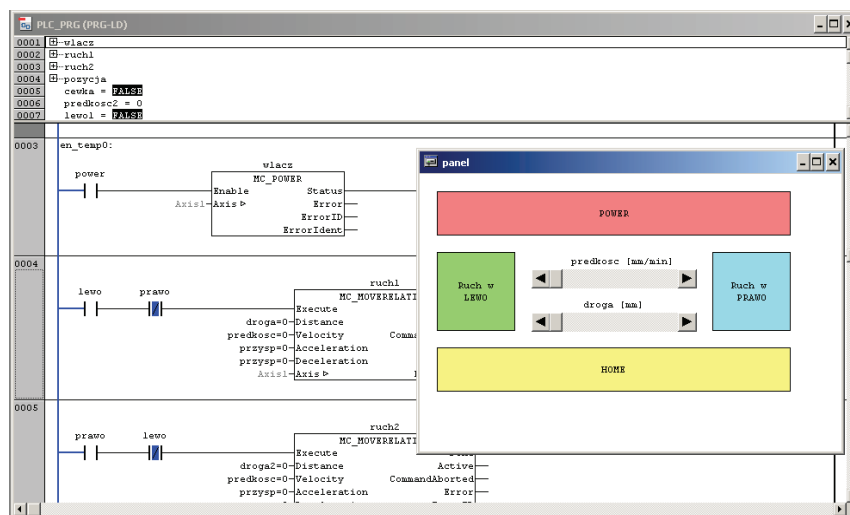 PLC_PRG (PRG-LD)
0001 wlacz
0002 ruch1
0003 ruch2
0004 pozycja
0005 cewka = FALSE
0006 predkosc2 = 0
0007 lewo1 = FALSE
0003 en_temp0:
power
wlacz
MC_POWER
Enable Status
Axis1 Axis Error
ErrorID
ErrorIdent
0004
lewo prawo
ruch1
MC_MOVERELATI
Execute
droga=0 Distance
predkosc=0 Velocity Comma
przysp=0 Acceleration
przysp=0 Deceleration
Axis1 Axis
0005
prawo lewo
ruch2
MC_MOVERELATI
Execute
droga2=0 Distance Active
predkosc=0 Velocity CommandAborted
przysp=0 Acceleration Error
panel
POWER
Ruch w
LEWO
predkosc [mm/min]
droga [mm]
Ruch w
PRAWO
HOME